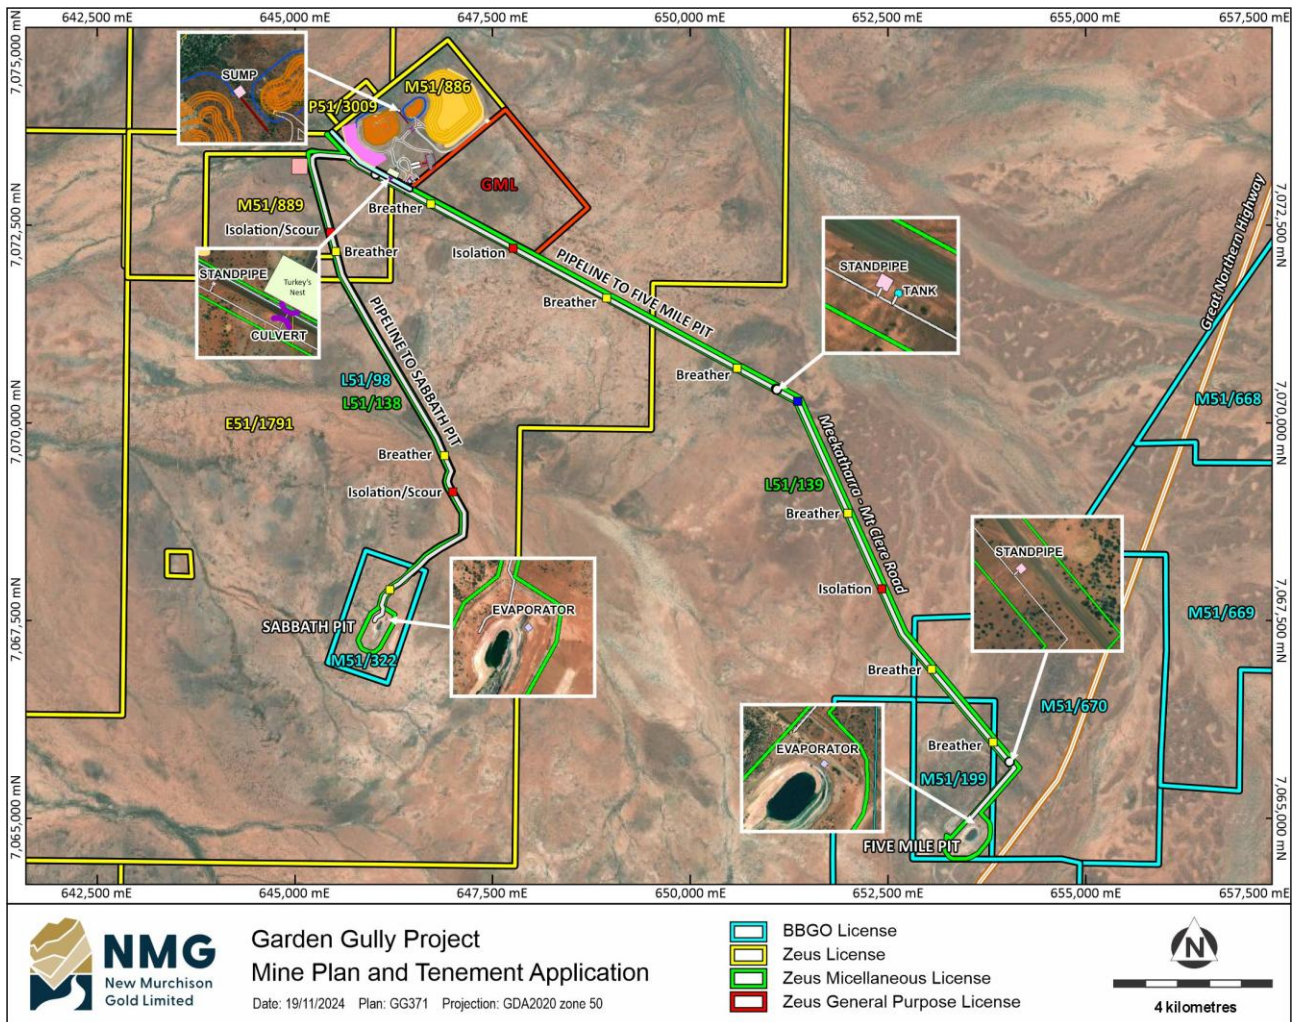 642,500 mE
645,000 mE
647,500 mE
650,000 mE
652,500 mE
655,000 mE
657,500 mE
7,075,000 mN
7,072,500 mN
7,070,000 mN
7,067,500 mN
7,065,000 mN
SUMP
P51/3009
M51/886
GML
M51/889
Breather
Isolation/Scour
Breather
Isolation
STANDPIPE
Turkey's
Nest
CULVERT
PIPELINE TO FIVE MILE PIT
Breather
STANDPIPE
TANK
Great Northern Highway
7,072,500 mN
PIPELINE TO SABBATH PIT
L51/98
L51/138
Breather
M51/668
E51/1791
7,070,000 mN
Breather
Isolation/Scour
L51/139
Meekatharra - Mt Clere Road
Breather
STANDPIPE
Isolation
EVAPORATOR
M51/669
7,067,500 mN
SABBATH PIT
M51/322
Breather
M51/670
Breather
EVAPORATOR
M51/199
7,065,000 mN
FIVE MILE PIT
642,500 mE
645,000 mE
647,500 mE
650,000 mE
652,500 mE
655,000 mE
657,500 mE
NMG
New Murchison
Gold Limited
Garden Gully Project
Mine Plan and Tenement Application
Date: 19/11/2024 Plan: GG371 Projection: GDA2020 zone 50
BBGO License
Zeus License
Zeus Micellaneous License
Zeus General Purpose License
N
4 kilometres